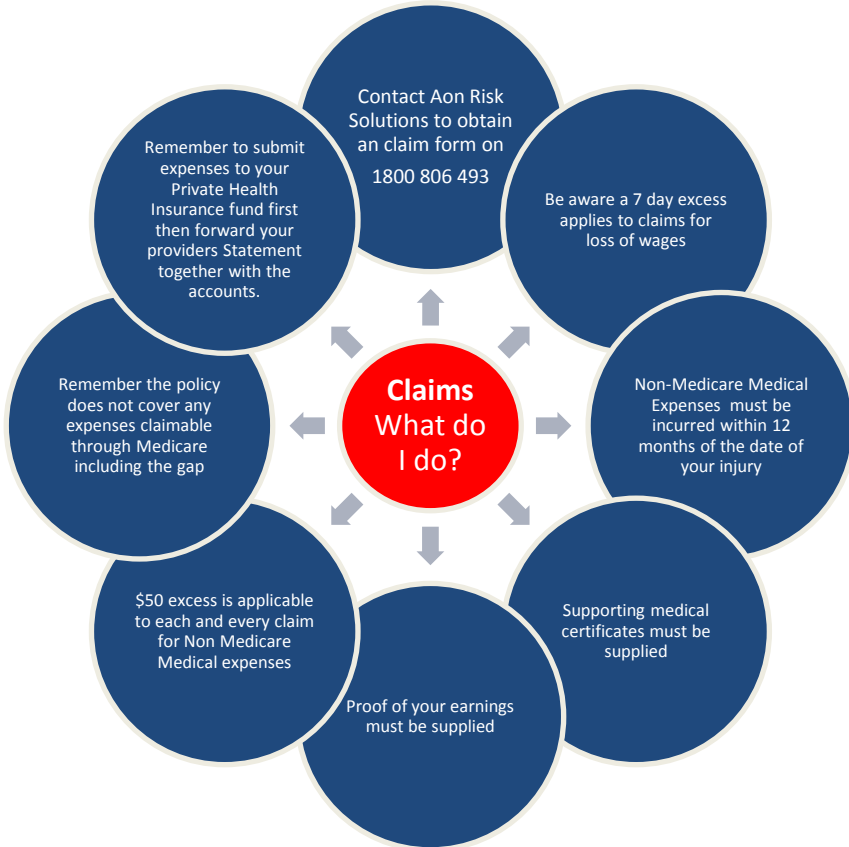 Contact Aon Risk
Solutions to obtain
an claim form on
1800 806 493
Be aware a 7 day excess
applies to claims for
loss of wages
Non-Medicare Medical
Expenses must be
incurred within 12
months of the date of
your injury
Supporting medical
certificates must be
supplied
Proof of your earnings
must be supplied
$50 excess is applicable
to each and every claim
for Non Medicare
Medical expenses
Remember the policy
does not cover any
expenses claimable
through Medicare
including the gap
Remember to submit
expenses to your
Private Health
Insurance fund first
then forward your
providers Statement
together with the
accounts.
Claims
What do
I do?